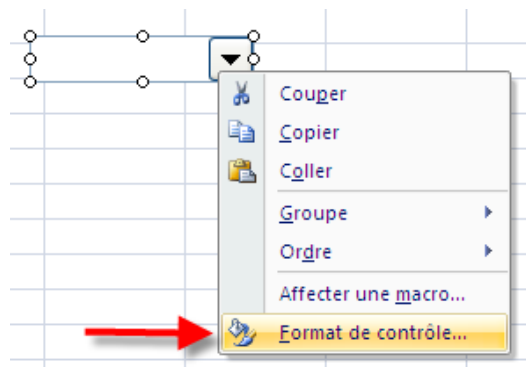 Couper
Copier
Coller
Groupe
Ordre
Affecter une macro...
Format de contrôle...